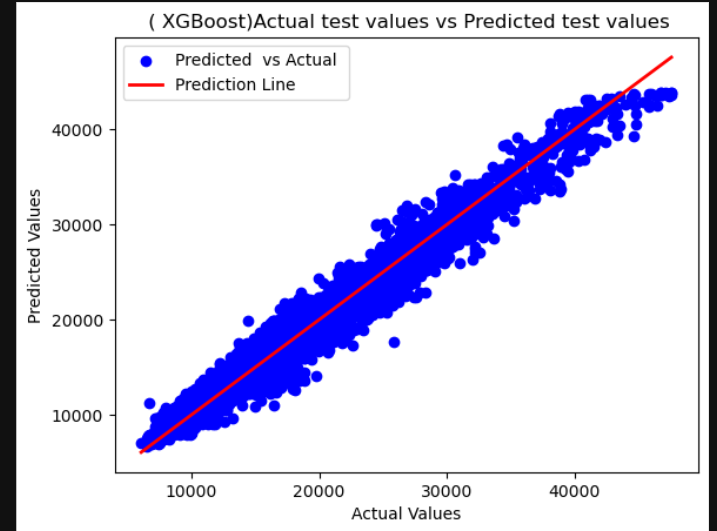 ( XGBoost)Actual test values vs Predicted test values
Predicted  vs Actual
Prediction Line
40000
30000
20000
10000
Predicted Values
10000 20000 30000 40000
Actual Values